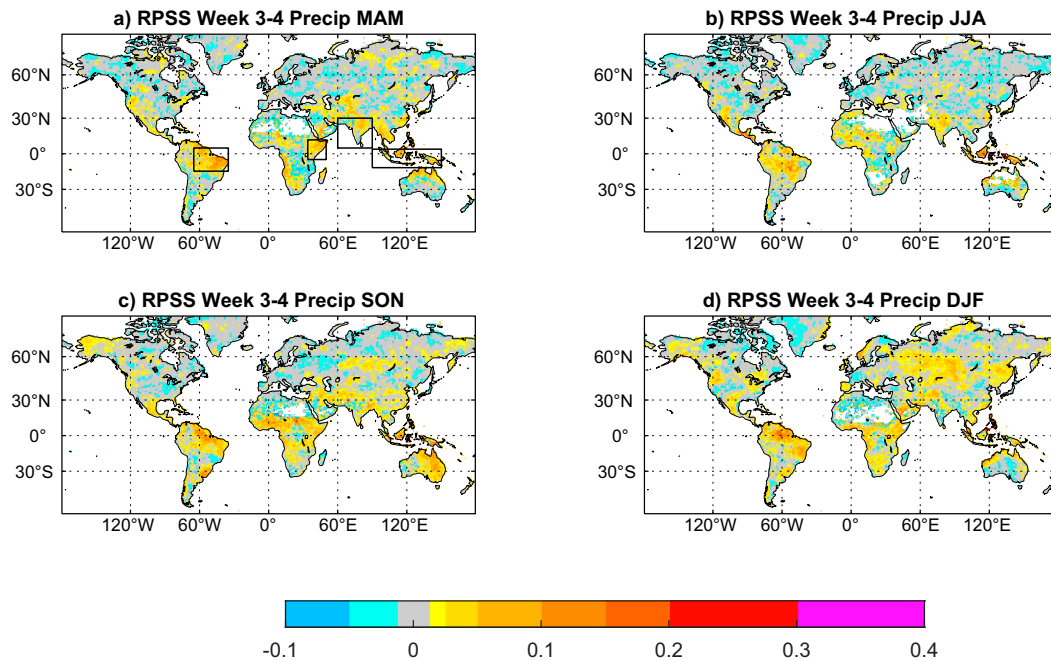 a) RPSS Week 3-4 Precip MAM
b) RPSS Week 3-4 Precip JJA
60°N
30°N
0°
30°S
120°W 60°W 0° 60°E 120°E
60°N
30°N
0°
30°S
120°W 60°W 0° 60°E 120°E
c) RPSS Week 3-4 Precip SON
d) RPSS Week 3-4 Precip DJF
60°N
30°N
0°
30°S
120°W 60°W 0° 60°E 120°E
60°N
30°N
0°
30°S
120°W 60°W 0° 60°E 120°E
-0.1 0 0.1 0.2 0.3 0.4